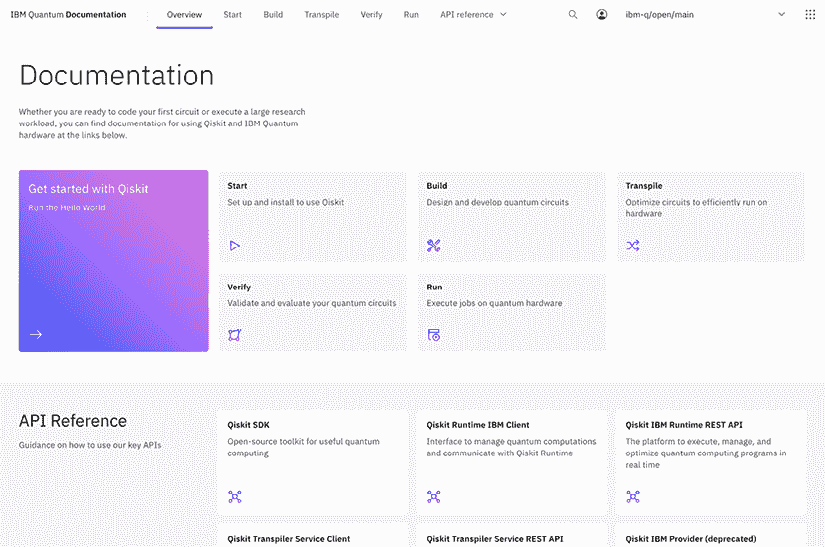 IBM Quantum Documentation
Overview
Start
Build
Transpile
Verify
Run
API reference
ibm-q/open/main
Documentation
Whether you are ready to code your first circuit or execute a large research
workload, you can find documentation for using Qiskit and IBM Quantum
hardware at the links below.
Get started with Qiskit
Run the Hello World
Start
Set up and install to use Qiskit
Build
Design and develop quantum circuits
Transpile
Optimize circuits to efficiently run on
hardware
Verify
Validate and evaluate your quantum circuits
Run
Execute jobs on quantum hardware
API Reference
Guidance on how to use our key APIs
Qiskit SDK
Open-source toolkit for useful quantum
computing
Qiskit Runtime IBM Client
Interface to manage quantum computations
and communicate with Qiskit Runtime
Qiskit IBM Runtime REST API
The platform to execute, manage, and
optimize quantum computing programs in
real time
Qiskit Transpiler Service Client
Qiskit Transpiler Service REST API
Qiskit IBM Provider (deprecated)